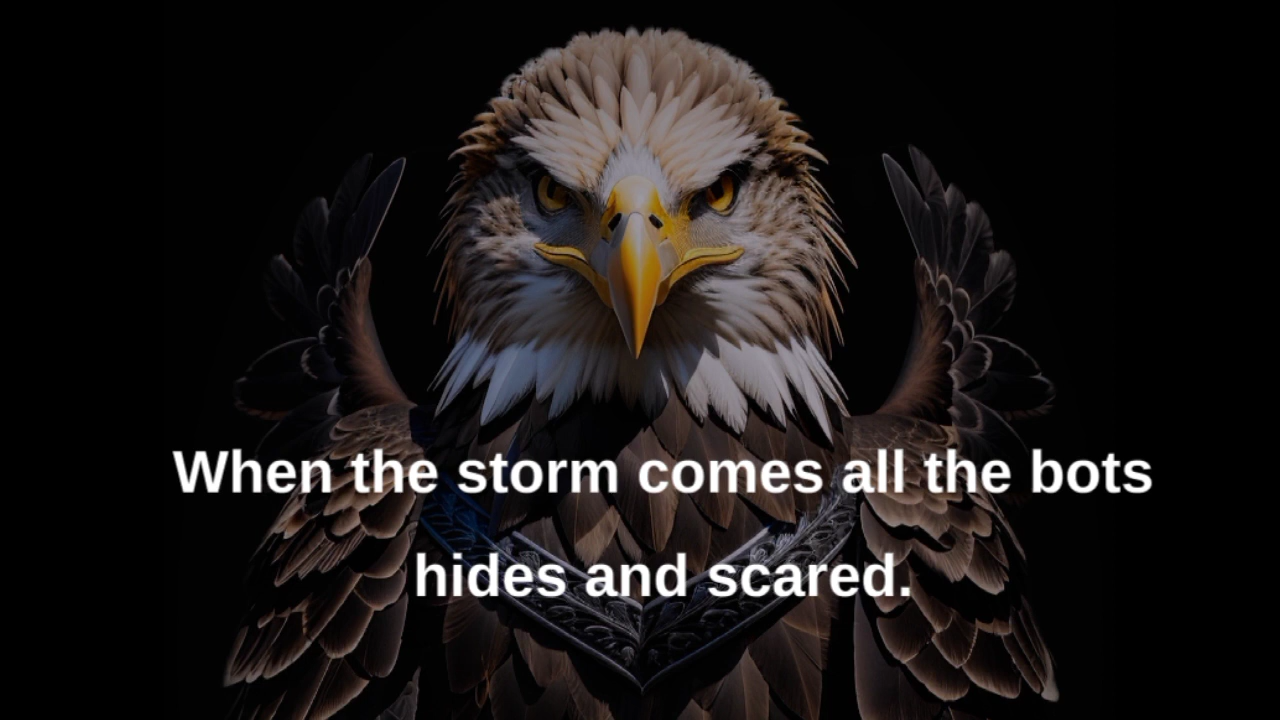 When the storm comes all the bots
hides and scared.